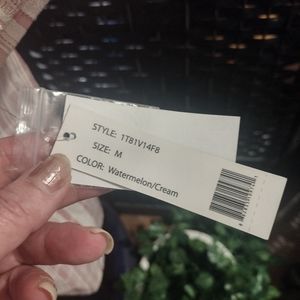 STYLE: 1T81V14F8
SIZE: M
COLOR: Watermelon/Cream